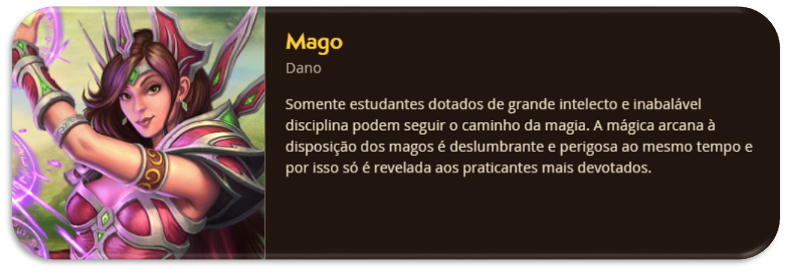 Mago
Dano
Somente estudantes dotados de grande intelecto e inabalável
disciplina podem seguir o caminho da magia. A mágica arcana à
disposição dos magos é deslumbrante e perigosa ao mesmo tempo e
por isso só é revelada aos praticantes mais devotados.